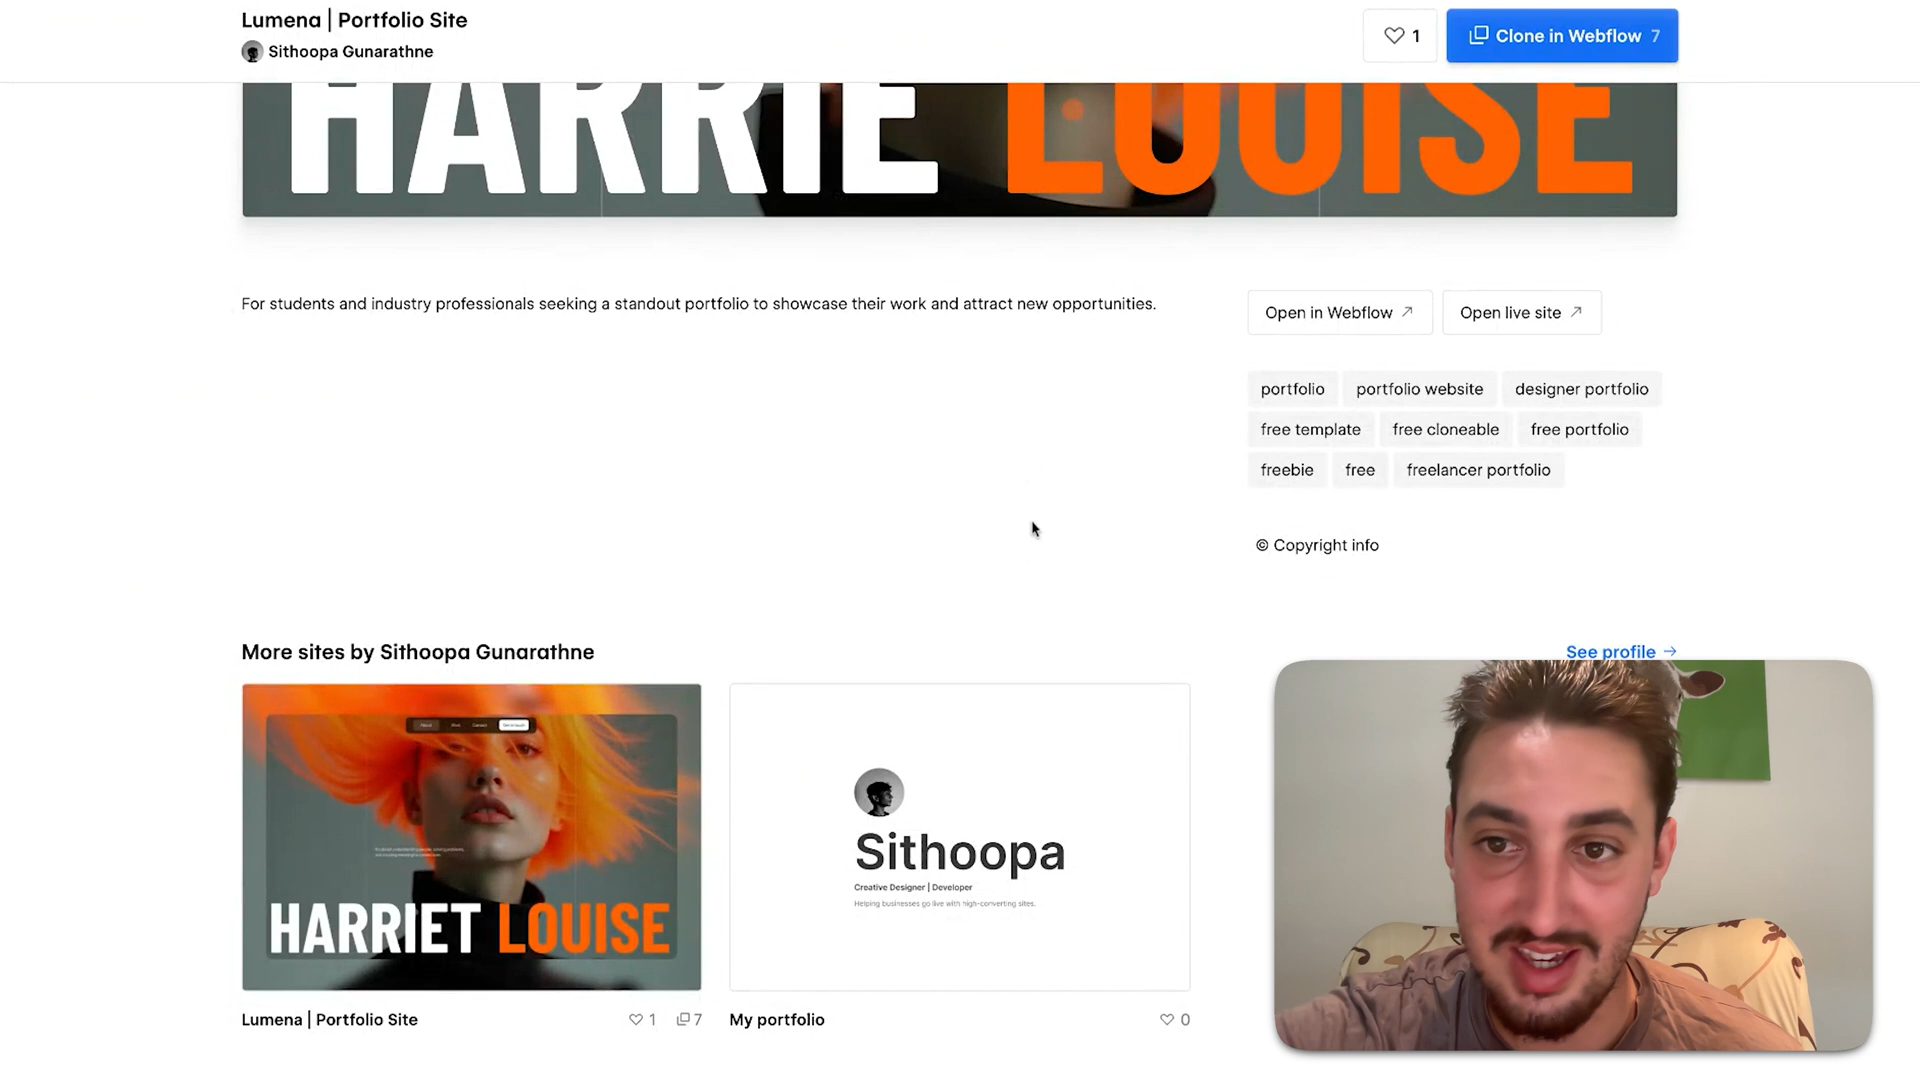 Lumena | Portfolio Site
Sithoopa Gunarathne
1
Clone in Webflow 7
HARRIE LOUISE
For students and industry professionals seeking a standout portfolio to showcase their work and attract new opportunities.
Open in Webflow
Open live site
portfolio
portfolio website
designer portfolio
free template
free cloneable
free portfolio
freebie
free
freelancer portfolio
© Copyright info
More sites by Sithoopa Gunarathne
See profile
HARRIET LOUISE
Sithoopa
Creative Designer | Developer
Helping businesses go live with high-converting sites.
Lumena | Portfolio Site
1
7
My portfolio
0